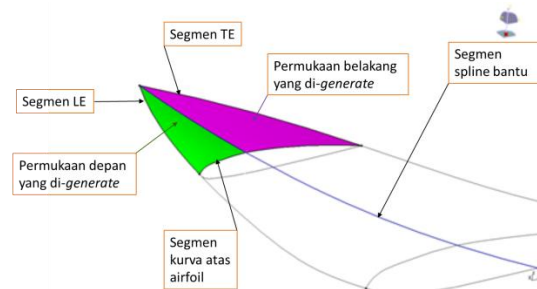 Segmen TE
Permukaan belakang
yang di-generate
Segmen
spline bantu
Segmen LE
Permukaan depan
yang di-generate
Segmen
kurva atas
airfoil